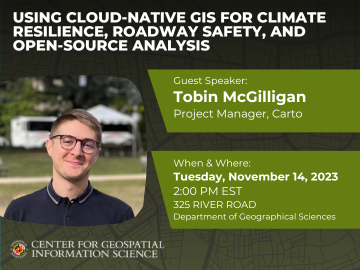 USING CLOUD-NATIVE GIS FOR CLIMATE
RESILIENCE, ROADWAY SAFETY, AND
OPEN-SOURCE ANALYSIS
Guest Speaker:
Tobin McGilligan
Project Manager, Carto
When & Where:
Tuesday, November 14, 2023
2:00 PM EST
325 RIVER ROAD
Department of Geographical Sciences
CENTER FOR GEOSPATIAL
INFORMATION SCIENCE